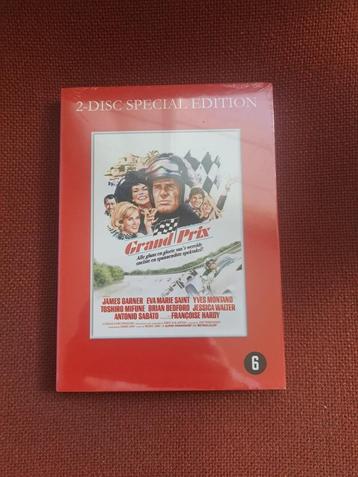 2-DISC SPECIAL EDITION
Grand Prix
Alle glans en glorie van 's werelds
snelste en spannendste spektakel!
JAMES GARNER EVA MARIE SAINT YVES MONTAND
TOSHIRO MIFUNE BRIAN BEDFORD JESSICA WALTER
ANTONIO SABATO FRANÇOISE HARDY
6